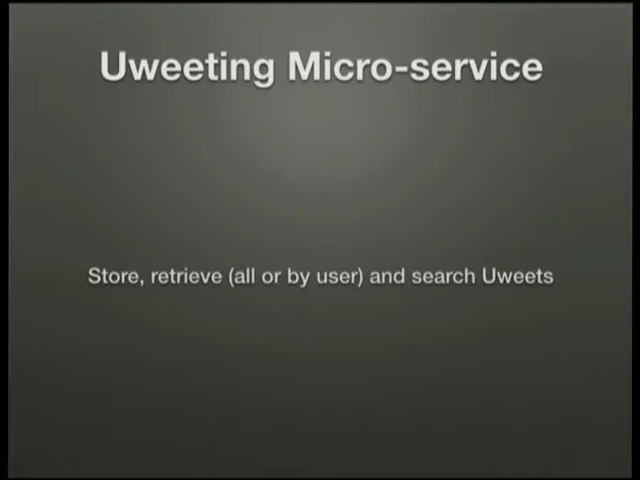 Uweeting Micro-service
Store, retrieve (all or by user) and search Uweets